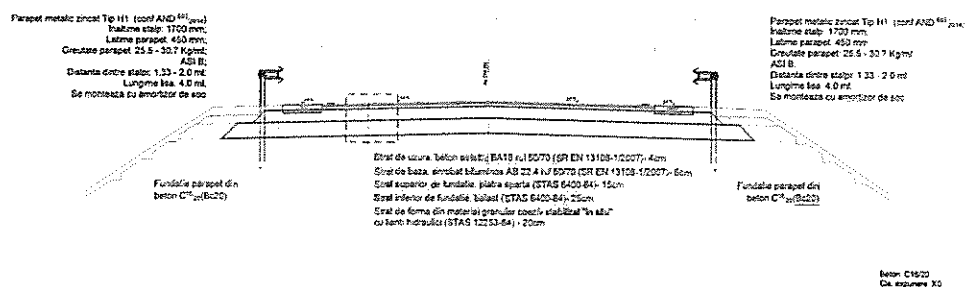 Parapet metalic zincat Tip H1 (conf AND 593/2014)
Inaltime stalp: 1700 mm;
Latime parapet: 450 mm;
Greutate parapet: 25.5 - 30.7 Kg/ml;
ASI B;
Distanta dintre stalpi: 1.33 - 2.0 ml;
Lungime lisa: 4.0 ml;
Se monteaza cu amortizor de soc
Parapet metalic zincat Tip H1 (conf AND 593/2014)
Inaltime stalp: 1700 mm;
Latime parapet: 450 mm
Greutate parapet: 25.5 - 30.7 Kg/ml
ASI B;
Distanta dintre stalpi: 1.33 - 2.0 ml
Lungime lisa: 4.0 ml
Se monteaza cu amortizor de soc
Strat de uzura, beton asfaltic BA16 rul 50/70 (SR EN 13108-1/2007)- 4cm
Strat de baza, anrobat bituminos AB 22.4 rul 50/70 (SR EN 13108-1/2007)- 6cm
Strat superior de fundatie, piatra sparta (STAS 6400-84)- 15cm
Strat inferior de fundatie, balast (STAS 6400-84)- 25cm
Strat de forma din material granular coeziv stabilizat "in situ"
cu lianti hidraulici (STAS 12253-84) - 20cm
Fundatie parapet din
beton C16/20(Bc20)
Fundatie parapet din
beton C16/20(Bc20)
Beton C16/20
Cls. expunere X0